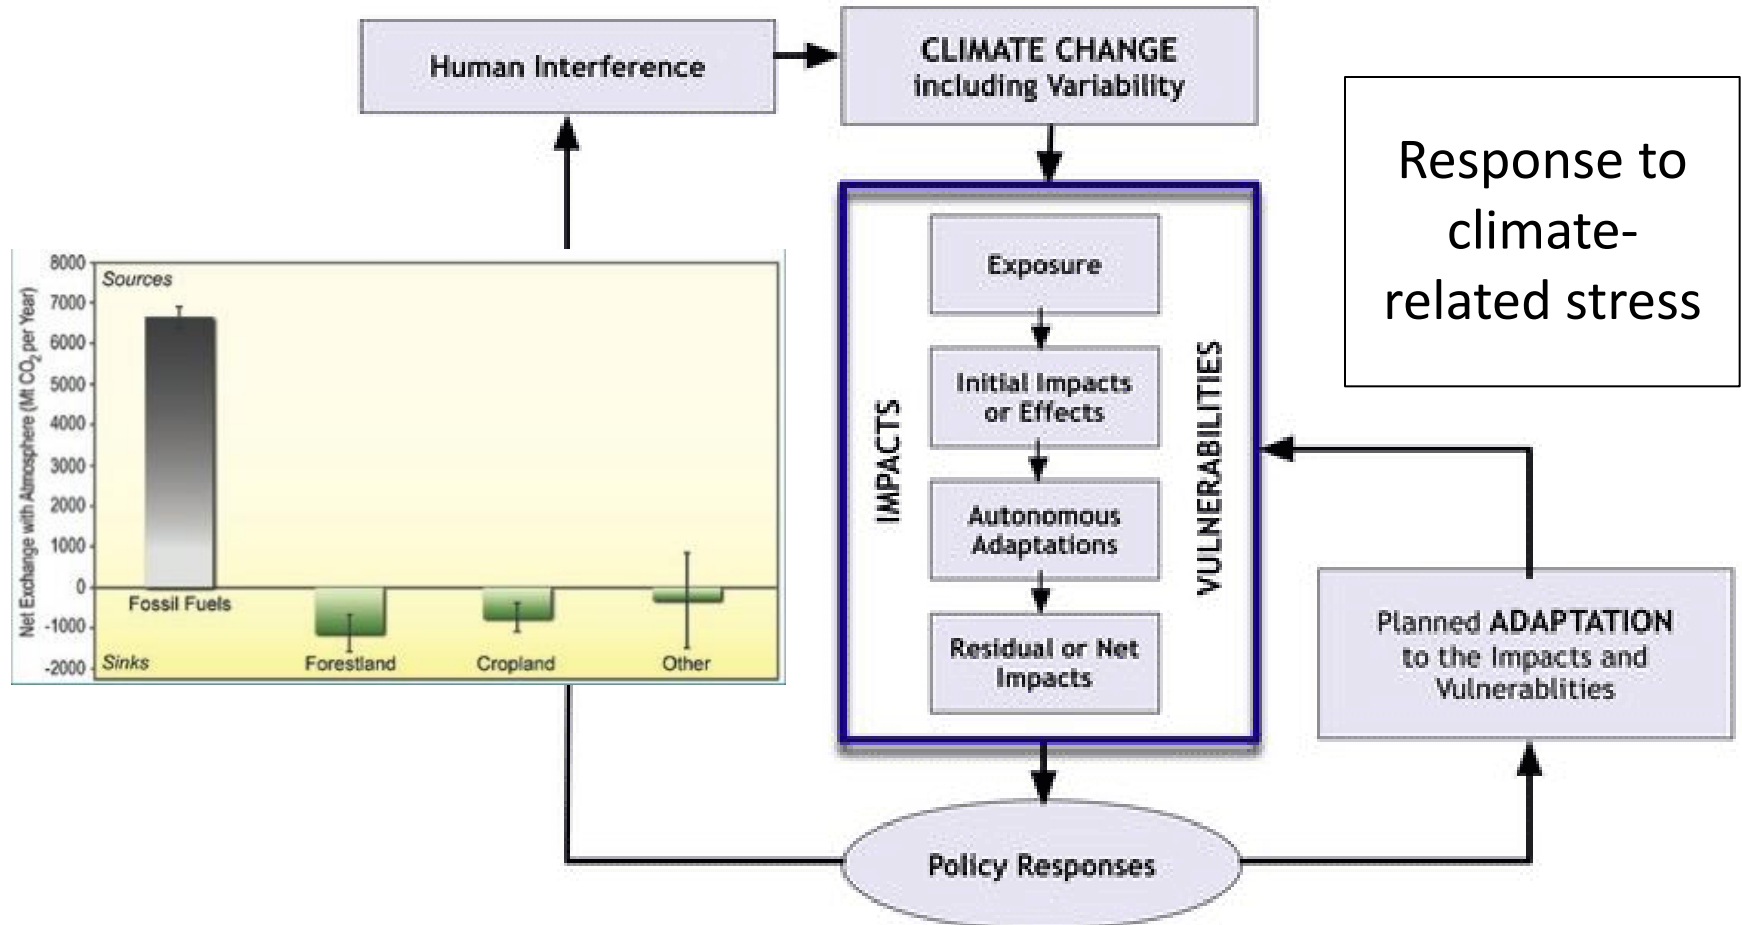 Human Interference
CLIMATE CHANGE
including Variability
Response to
climate-
related stress
Net Exchange with Atmosphere (Mt CO2 per Year)
8000
7000
6000
5000
4000
3000
2000
1000
0
-1000
-2000
Sources
Fossil Fuels
Sinks
Forestland
Cropland
Other
IMPACTS
Exposure
Initial Impacts
or Effects
Autonomous
Adaptations
Residual or Net
Impacts
VULNERABILITIES
Planned ADAPTATION
to the Impacts and
Vulnerablities
Policy Responses